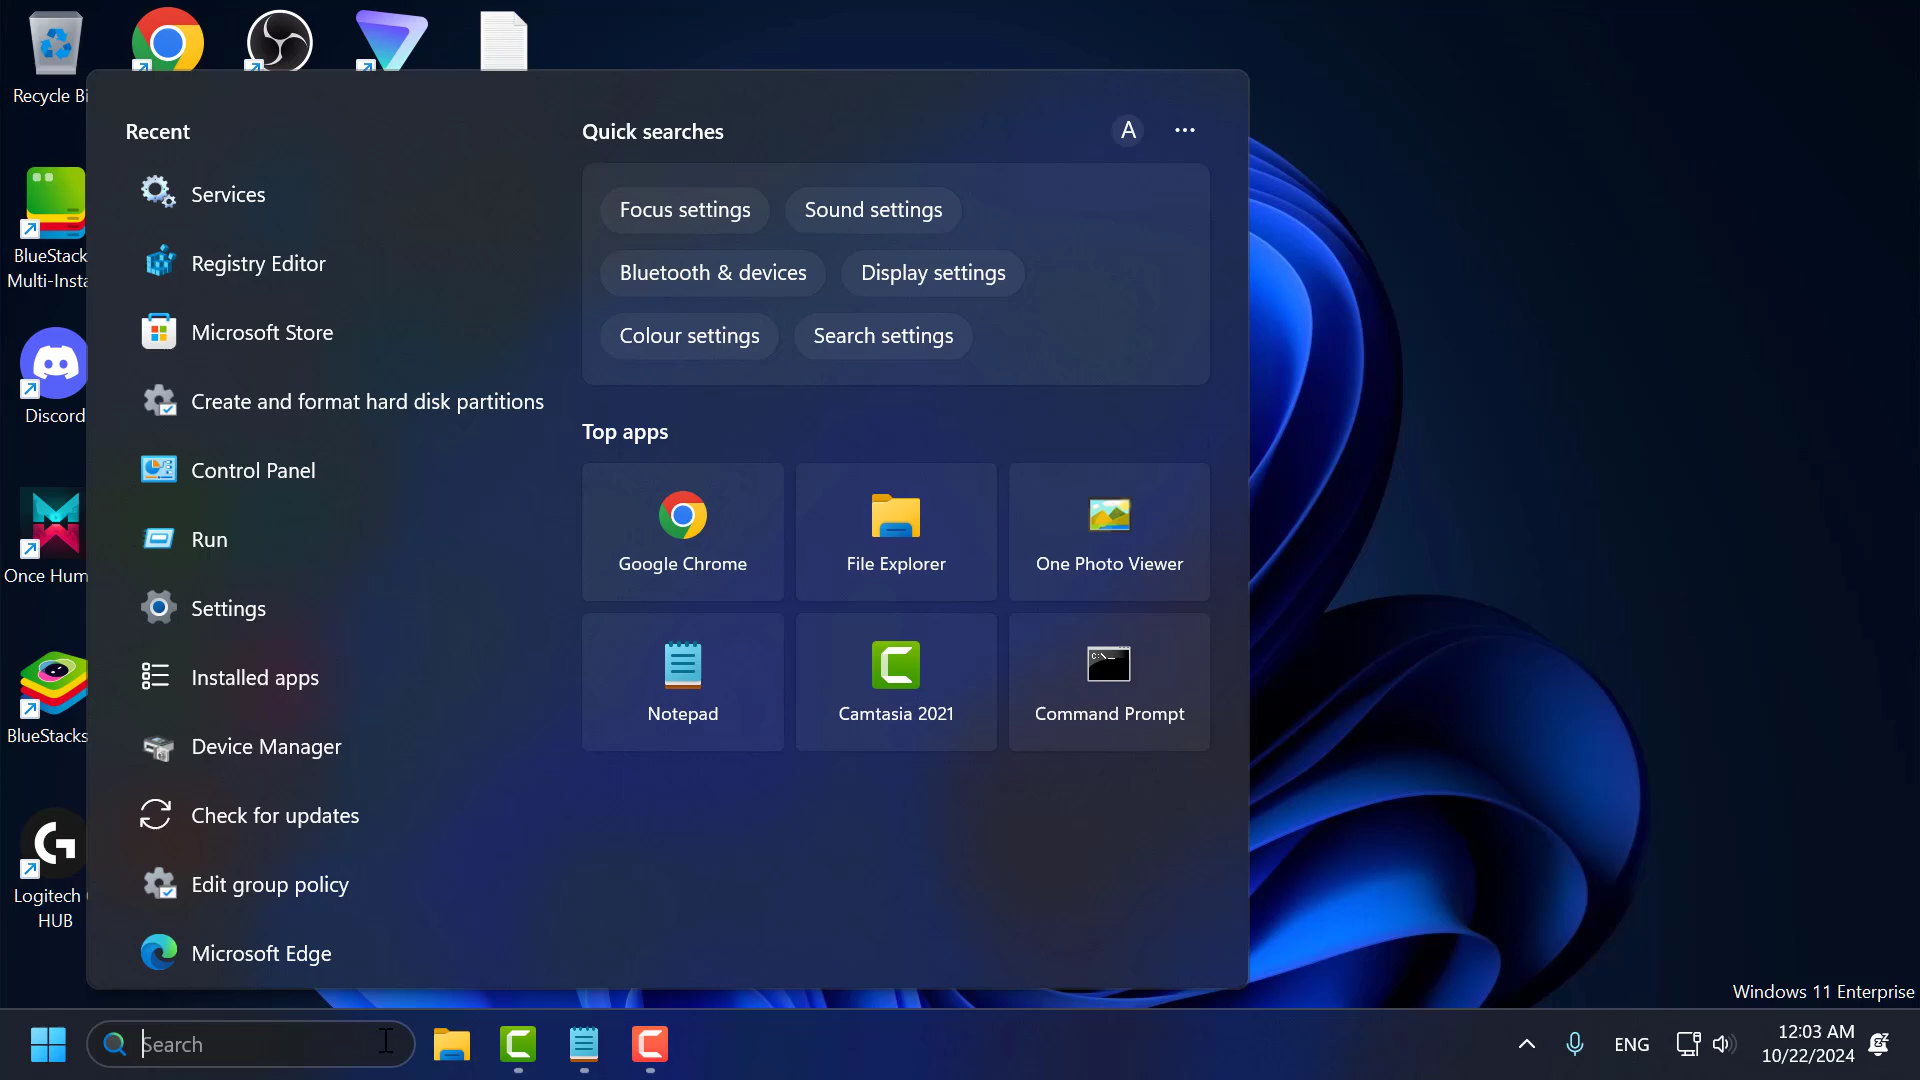 Recycle Bi
BlueStack
Multi-Insta
Discord
Once Hum
BlueStacks
Logitech
HUB
Recent
Services
Registry Editor
Microsoft Store
Create and format hard disk partitions
Control Panel
Run
Settings
Installed apps
Device Manager
Check for updates
Edit group policy
Microsoft Edge
Quick searches
A
Focus settings
Sound settings
Bluetooth & devices
Display settings
Colour settings
Search settings
Top apps
Google Chrome
File Explorer
One Photo Viewer
Notepad
Camtasia 2021
C:\_
Command Prompt
Windows 11 Enterprise
Search
ENG
12:03 AM
10/22/2024